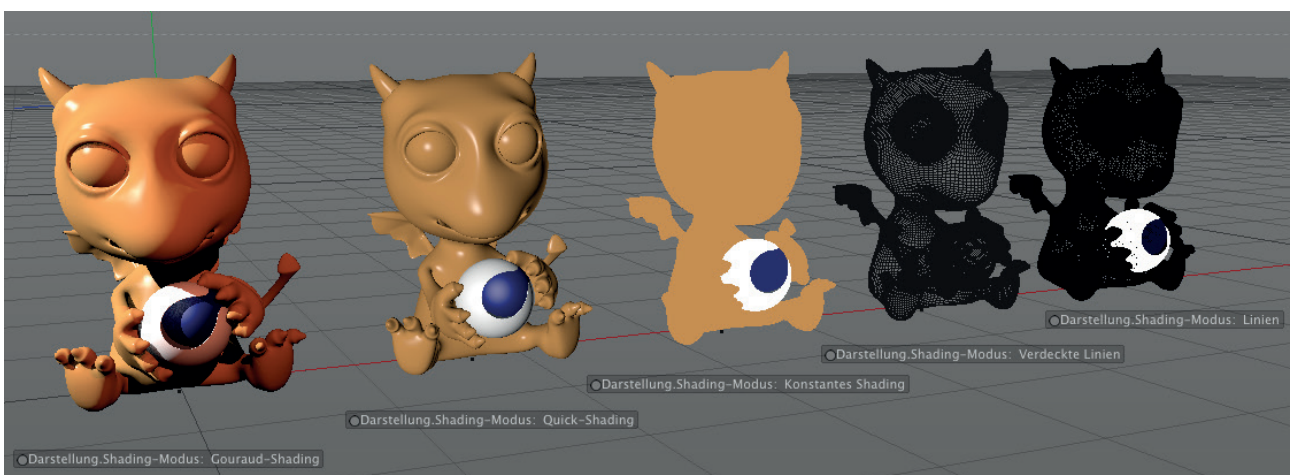 Darstellung.Shading-Modus: Gouraud-Shading
Darstellung.Shading-Modus: Quick-Shading
Darstellung.Shading-Modus: Konstantes Shading
Darstellung.Shading-Modus: Verdeckte Linien
Darstellung.Shading-Modus: Linien